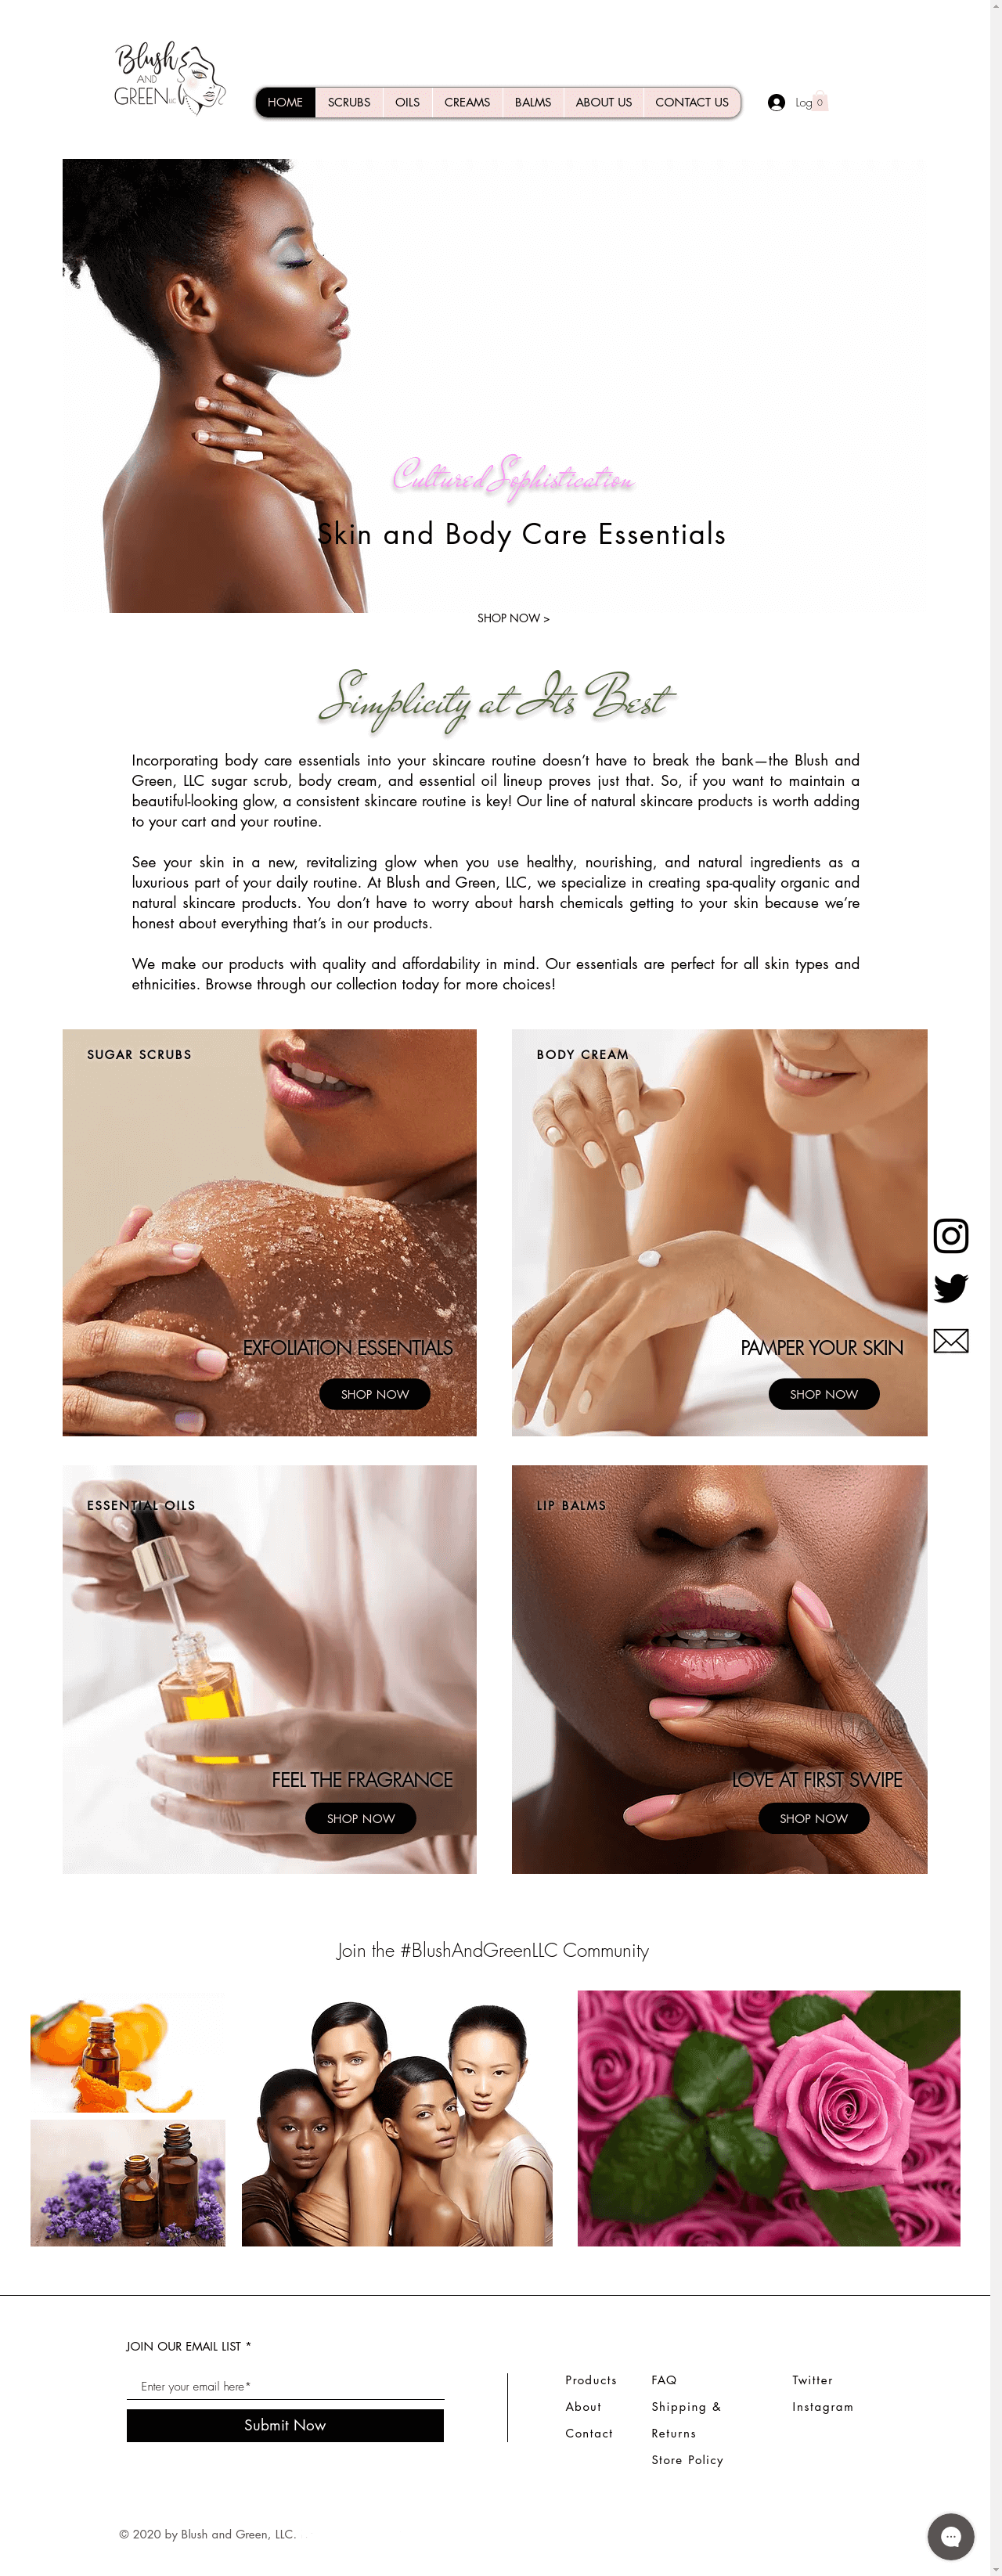 Blush
AND
GREEN LLC
HOME
SCRUBS
OILS
CREAMS
BALMS
ABOUT US
CONTACT US
Log
0
Cultured Sophistication
Skin and Body Care Essentials
SHOP NOW >
Simplicity at Its Best
Incorporating body care essentials into your skincare routine doesn't have to break the bank—the Blush and
Green, LLC sugar scrub, body cream, and essential oil lineup proves just that. So, if you want to maintain a
beautiful-looking glow, a consistent skincare routine is key! Our line of natural skincare products is worth adding
to your cart and your routine.
See your skin in a new, revitalizing glow when you use healthy, nourishing, and natural ingredients as a
luxurious part of your daily routine. At Blush and Green, LLC, we specialize in creating spa-quality organic and
natural skincare products. You don't have to worry about harsh chemicals getting to your skin because we're
honest about everything that's in our products.
We make our products with quality and affordability in mind. Our essentials are perfect for all skin types and
ethnicities. Browse through our collection today for more choices!
SUGAR SCRUBS
EXFOLIATION ESSENTIALS
SHOP NOW
BODY CREAM
PAMPER YOUR SKIN
SHOP NOW
ESSENTIAL OILS
FEEL THE FRAGRANCE
SHOP NOW
LIP BALMS
LOVE AT FIRST SWIPE
SHOP NOW
Join the #BlushAndGreenLLC Community
JOIN OUR EMAIL LIST *
Enter your email here*
Submit Now
Products
About
Contact
FAQ
Shipping &
Returns
Store Policy
Twitter
Instagram
© 2020 by Blush and Green, LLC.